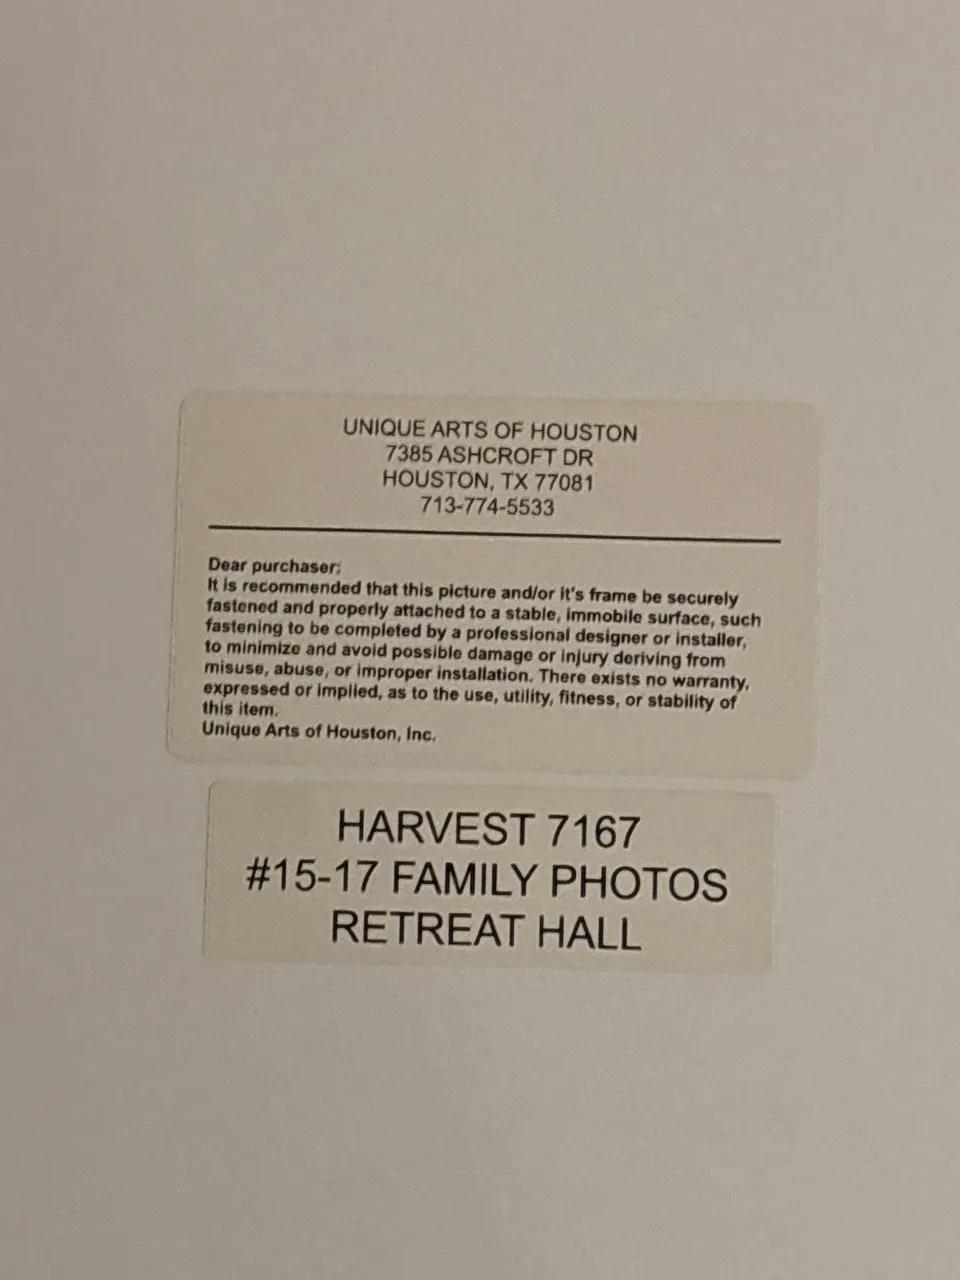 UNIQUE ARTS OF HOUSTON
7385 ASHCROFT DR
HOUSTON, TX 77081
713-774-5533
Dear purchaser:
It is recommended that this picture and/or it's frame be securely
fastened and properly attached to a stable, immobile surface, such
fastening to be completed by a professional designer or installer,
to minimize and avoid possible damage or injury deriving from
misuse, abuse, or improper installation. There exists no warranty,
expressed or implied, as to the use, utility, fitness, or stability of
this item.
Unique Arts of Houston, Inc.
HARVEST 7167
#15-17 FAMILY PHOTOS
RETREAT HALL